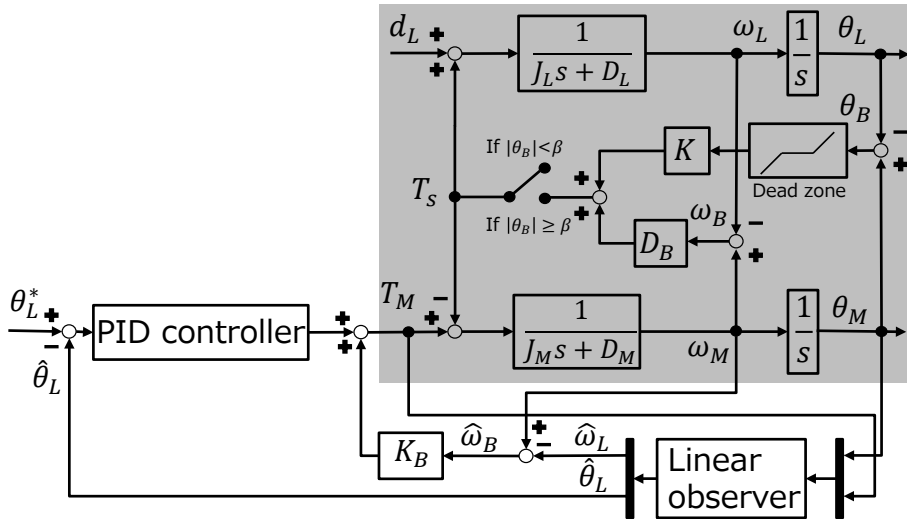 d_L
ω_L
θ_L
1
J_L s + D_L
1
s
θ_B
If |θ_B|<β
K
Dead zone
T_s
If |θ_B| ≥ β
ω_B
D_B
θ_L^*
T_M
θ_M
PID controller
1
J_M s + D_M
1
s
ω_M
θ̂_L
K_B
ω̂_B
ω̂_L
θ̂_L
Linear
observer